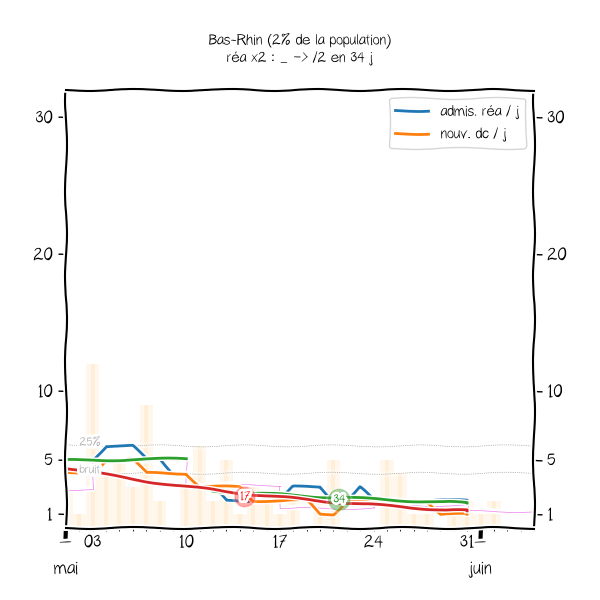 Bas-Rhin (2% de la population)
réa x2 : _ -> /2 en 34 j
admis. réa / j
nouv. dc / j
30
30
20
20
10
10
25%
5
5
bruit
17
34
1
1
03
10
17
24
31
mai
juin